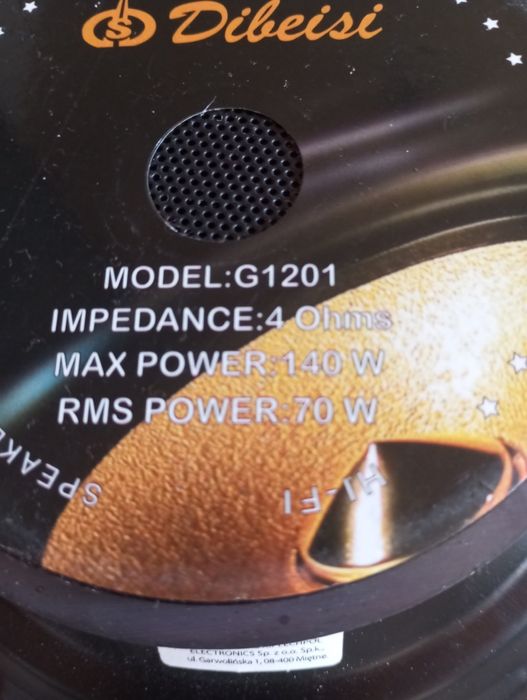 Dibeisi
MODEL:G1201
IMPEDANCE:4 Ohms
MAX POWER:140 W
RMS POWER:70 W
HI-FI
ELECTRONICS Sp. z o.o. Sp.k.,
ul. Garwolińska 1, 08-400 Miętne